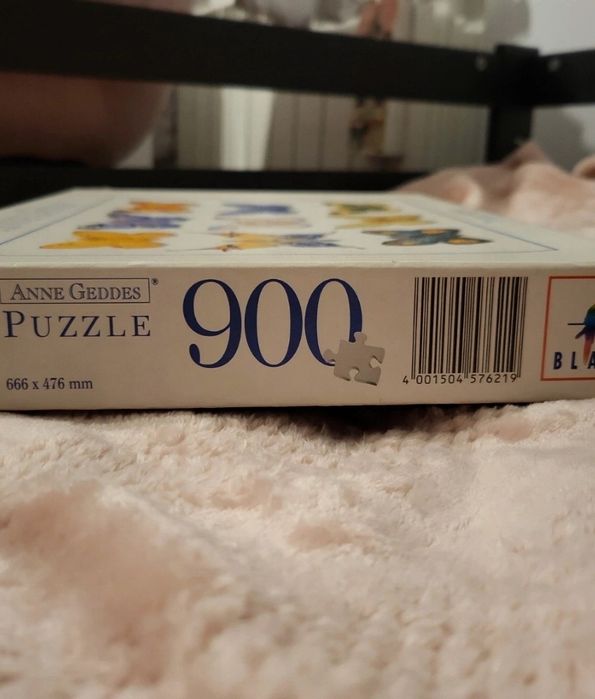 ANNE GEDDES®
PUZZLE
666 x 476 mm
900
4 001504 576219
BLA